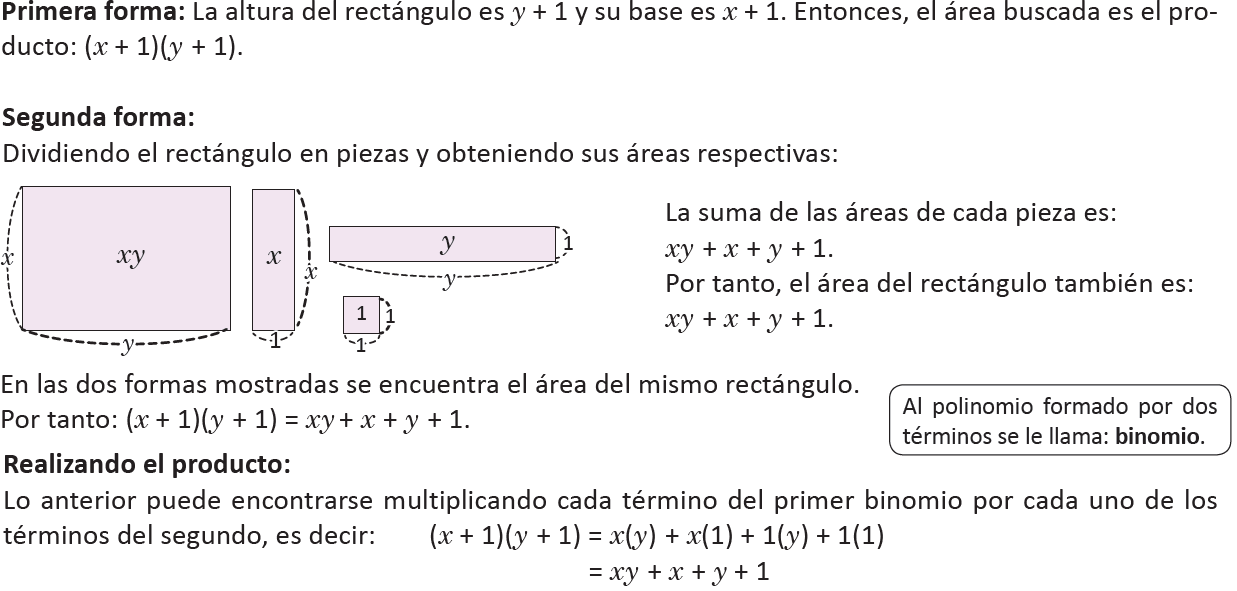 Primera forma: La altura del rectángulo es y + 1 y su base es x + 1. Entonces, el área buscada es el pro-
ducto: (x + 1)(y + 1).
Segunda forma:
Dividiendo el rectángulo en piezas y obteniendo sus áreas respectivas:
x
xy
y
x
x
1
y
1
y
1
1
1
La suma de las áreas de cada pieza es:
xy + x + y + 1.
Por tanto, el área del rectángulo también es:
xy + x + y + 1.
En las dos formas mostradas se encuentra el área del mismo rectángulo.
Por tanto: (x + 1)(y + 1) = xy + x + y + 1.
Al polinomio formado por dos
términos se le llama: binomio.
Realizando el producto:
Lo anterior puede encontrarse multiplicando cada término del primer binomio por cada uno de los
términos del segundo, es decir: (x + 1)(y + 1) = x(y) + x(1) + 1(y) + 1(1)
= xy + x + y + 1